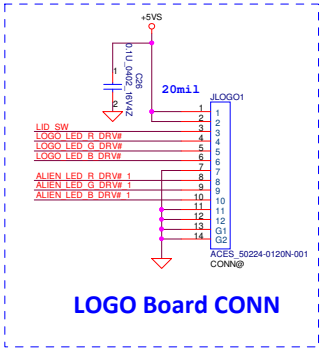 +5VS
1
2
C26
0.1U_0402_16V4Z
20mil
JLOGO1
1 1
2 2
LID_SW 3 3
LOGO_LED_R_DRV# 4 4
LOGO_LED_G_DRV# 5 5
LOGO_LED_B_DRV# 6 6
7 7
ALIEN_LED_R_DRV#_1 8 8
ALIEN_LED_G_DRV#_1 9 9
ALIEN_LED_B_DRV#_1 10 10
11 11
12 12
13 G1
14 G2
ACES_50224-0120N-001
CONN@
LOGO Board CONN